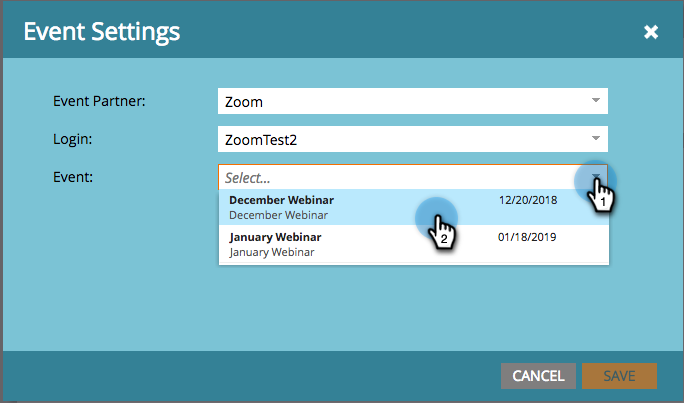 Event Settings
Event Partner: Zoom
Login: ZoomTest2
Event: Select...
1
December Webinar 12/20/2018
December Webinar
2
January Webinar 01/18/2019
January Webinar
CANCEL SAVE